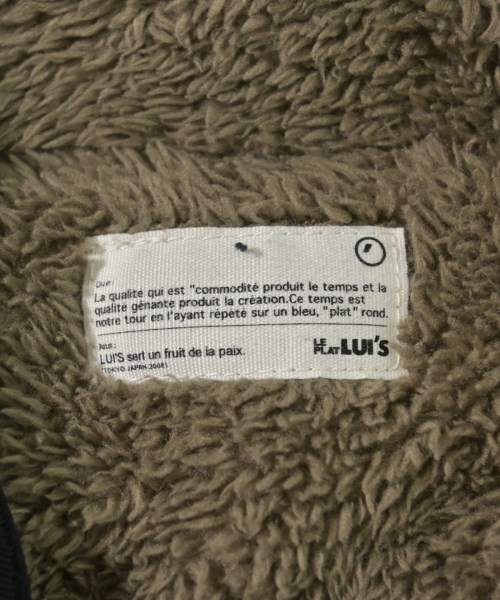 Que:
La qualité qui est "commodité produit le temps et la
qualité gênante produit la création.Ce temps est
notre tour en l'ayant répété sur un bleu, "plat" rond.
LUI'S sert un fruit de la paix.
(TOKYO JAPAN.2008)
LE PLAT LUI'S